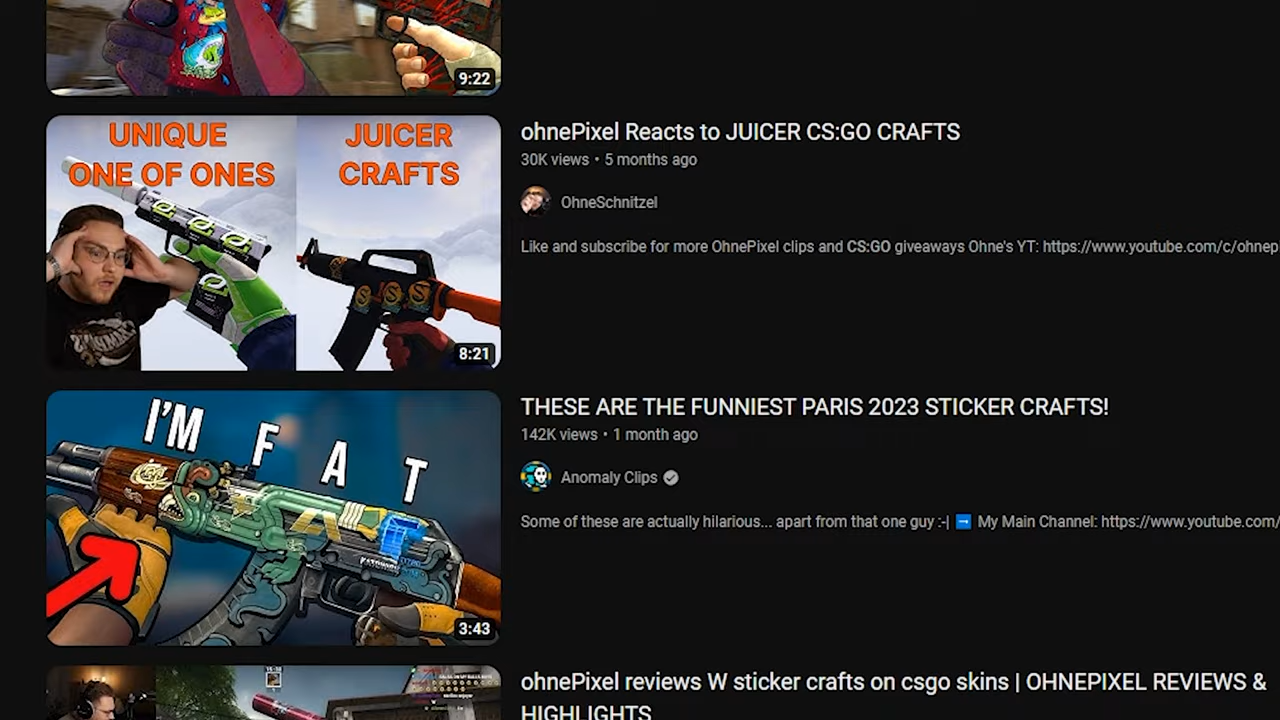 9:22
UNIQUE
ONE OF ONES
JUICER
CRAFTS
8:21
ohnePixel Reacts to JUICER CS:GO CRAFTS
30K views • 5 months ago
OhneSchnitzel
Like and subscribe for more OhnePixel clips and CS:GO giveaways Ohne's YT: https://www.youtube.com/c/ohnep
I'M F A T
3:43
THESE ARE THE FUNNIEST PARIS 2023 STICKER CRAFTS!
142K views • 1 month ago
Anomaly Clips
Some of these are actually hilarious... apart from that one guy :-| ➡ My Main Channel: https://www.youtube.com/
ohnePixel reviews W sticker crafts on csgo skins | OHNEPIXEL REVIEWS &
HIGHLIGHTS